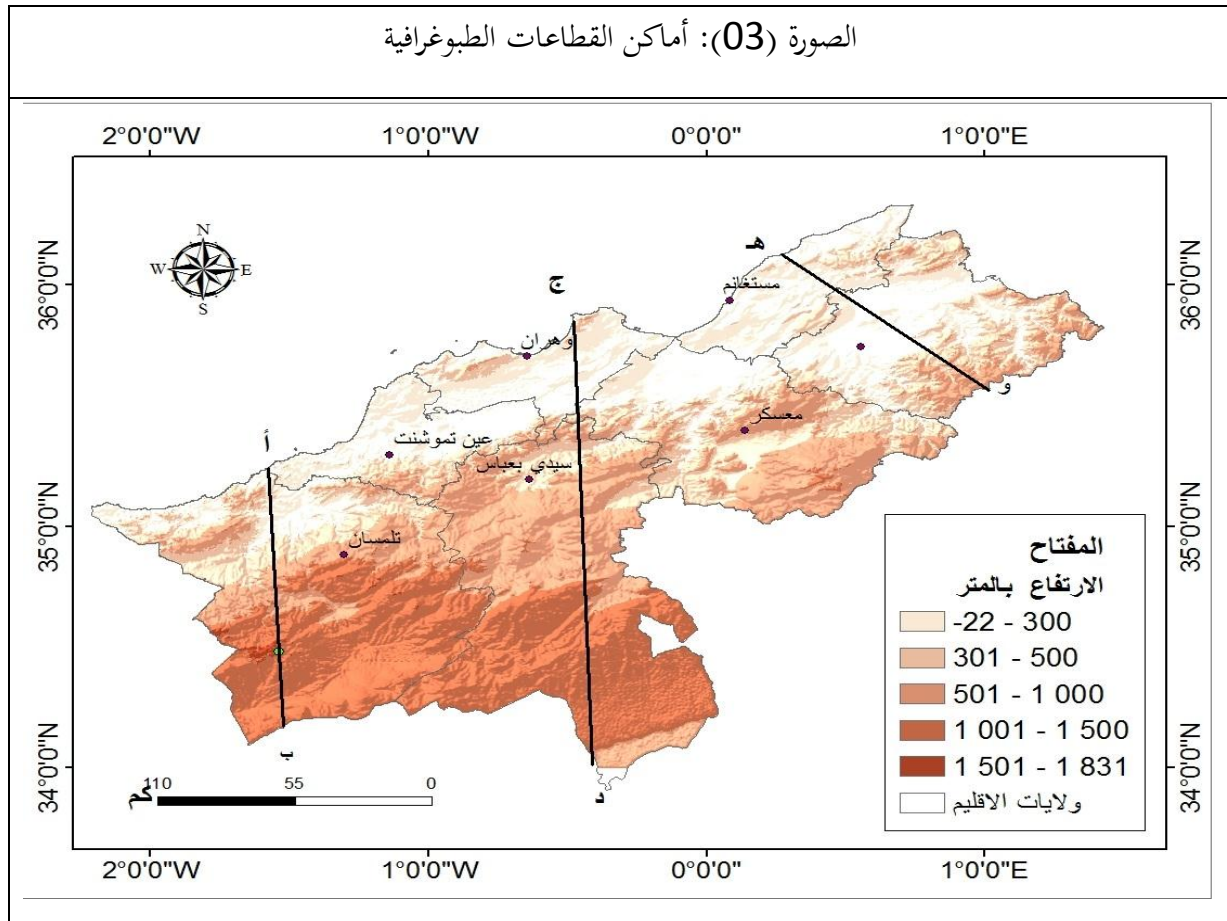 الصورة (03): أماكن القطاعات الطبوغرافية
2°0'0"W 1°0'0"W 0°0'0" 1°0'0"E
N
W E
S
36°0'0"N
36°0'0"N
35°0'0"N
35°0'0"N
34°0'0"N
34°0'0"N
هـ
ج
مستغانم
وهران
و
معسكر
أ
عين تموشنت
سيدي بعباس
تلمسان
ب
د
110 55 0
كم
المفتاح
الارتفاع بالمتر
-22 - 300
301 - 500
501 - 1 000
1 001 - 1 500
1 501 - 1 831
ولايات الاقليم
2°0'0"W 1°0'0"W 0°0'0" 1°0'0"E